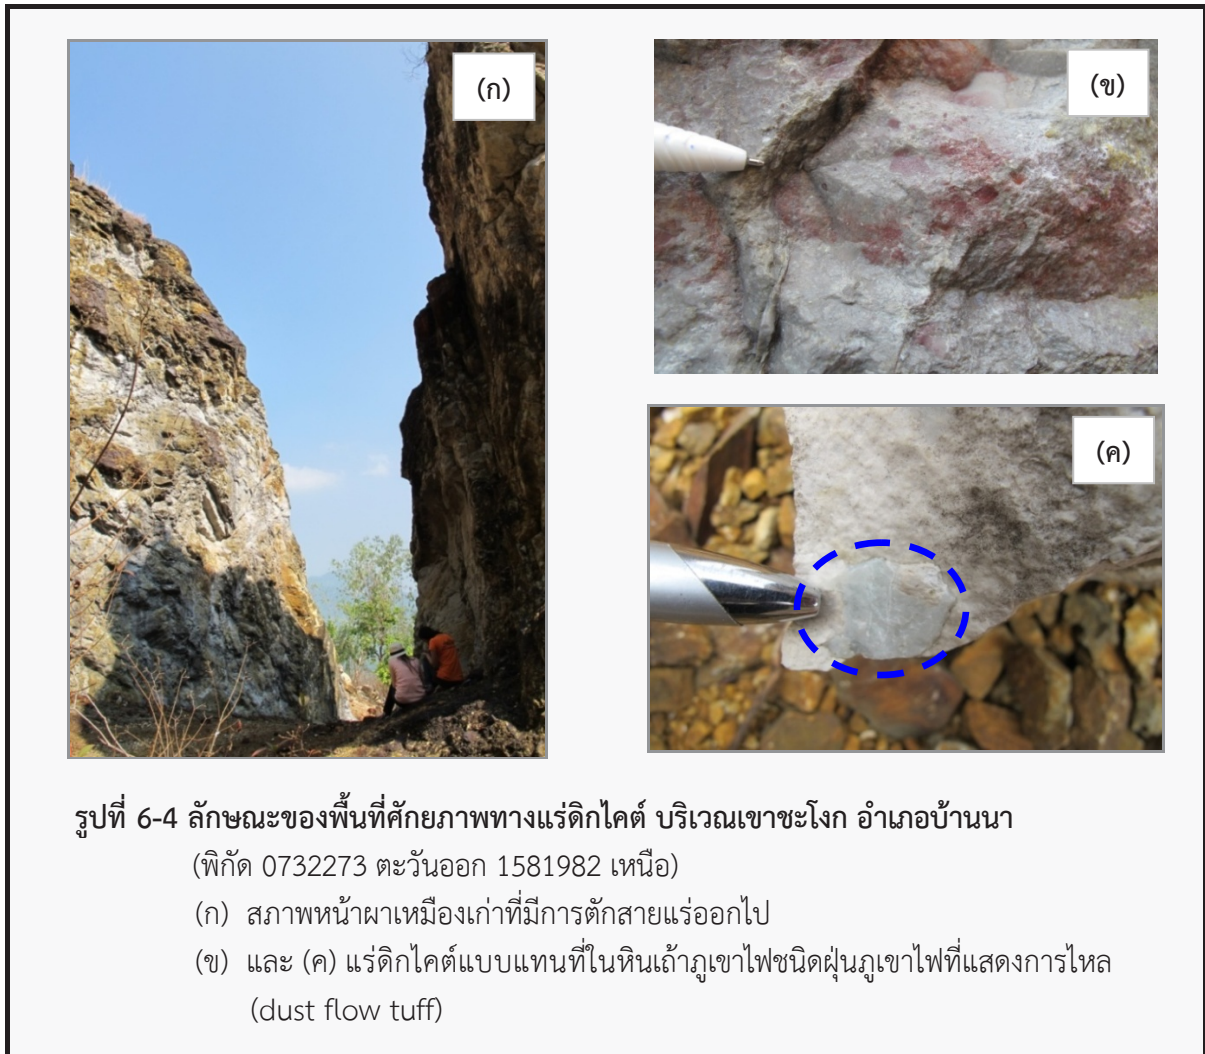 (ก)
(ข)
(ค)
รูปที่ 6-4 ลักษณะของพื้นที่ศักยภาพทางแร่ดิกไคต์ บริเวณเขาชะโงก อำเภอบ้านนา
(พิกัด 0732273 ตะวันออก 1581982 เหนือ)
(ก) สภาพหน้าผาเหมืองเก่าที่มีการตักสายแร่ออกไป
(ข) และ (ค) แร่ดิกไคต์แบบแทนที่ในหินเถ้าภูเขาไฟชนิดฝุ่นภูเขาไฟที่แสดงการไหล
(dust flow tuff)